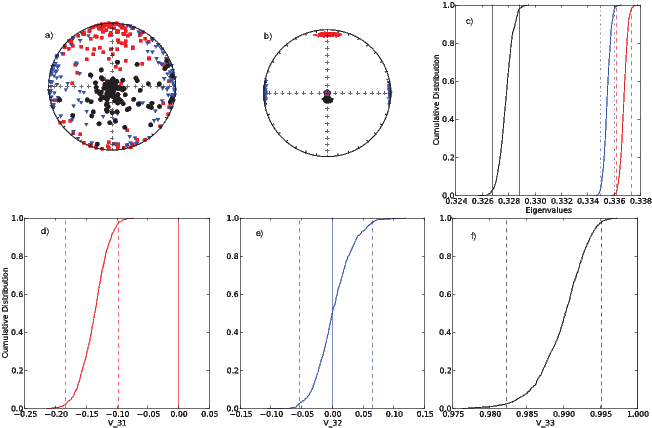 a)
b)
c)
Cumulative Distribution
1.0
0.8
0.6
0.4
0.2
0.0
0.324 0.326 0.328 0.330 0.332 0.334 0.336 0.338
Eigenvalues
d)
Cumulative Distribution
1.0
0.8
0.6
0.4
0.2
0.0
-0.25 -0.20 -0.15 -0.10 -0.05 0.00 0.05
V_31
e)
1.0
0.8
0.6
0.4
0.2
0.0
-0.15 -0.10 -0.05 0.00 0.05 0.10 0.15
V_32
f)
1.0
0.8
0.6
0.4
0.2
0.0
0.975 0.980 0.985 0.990 0.995 1.000
V_33